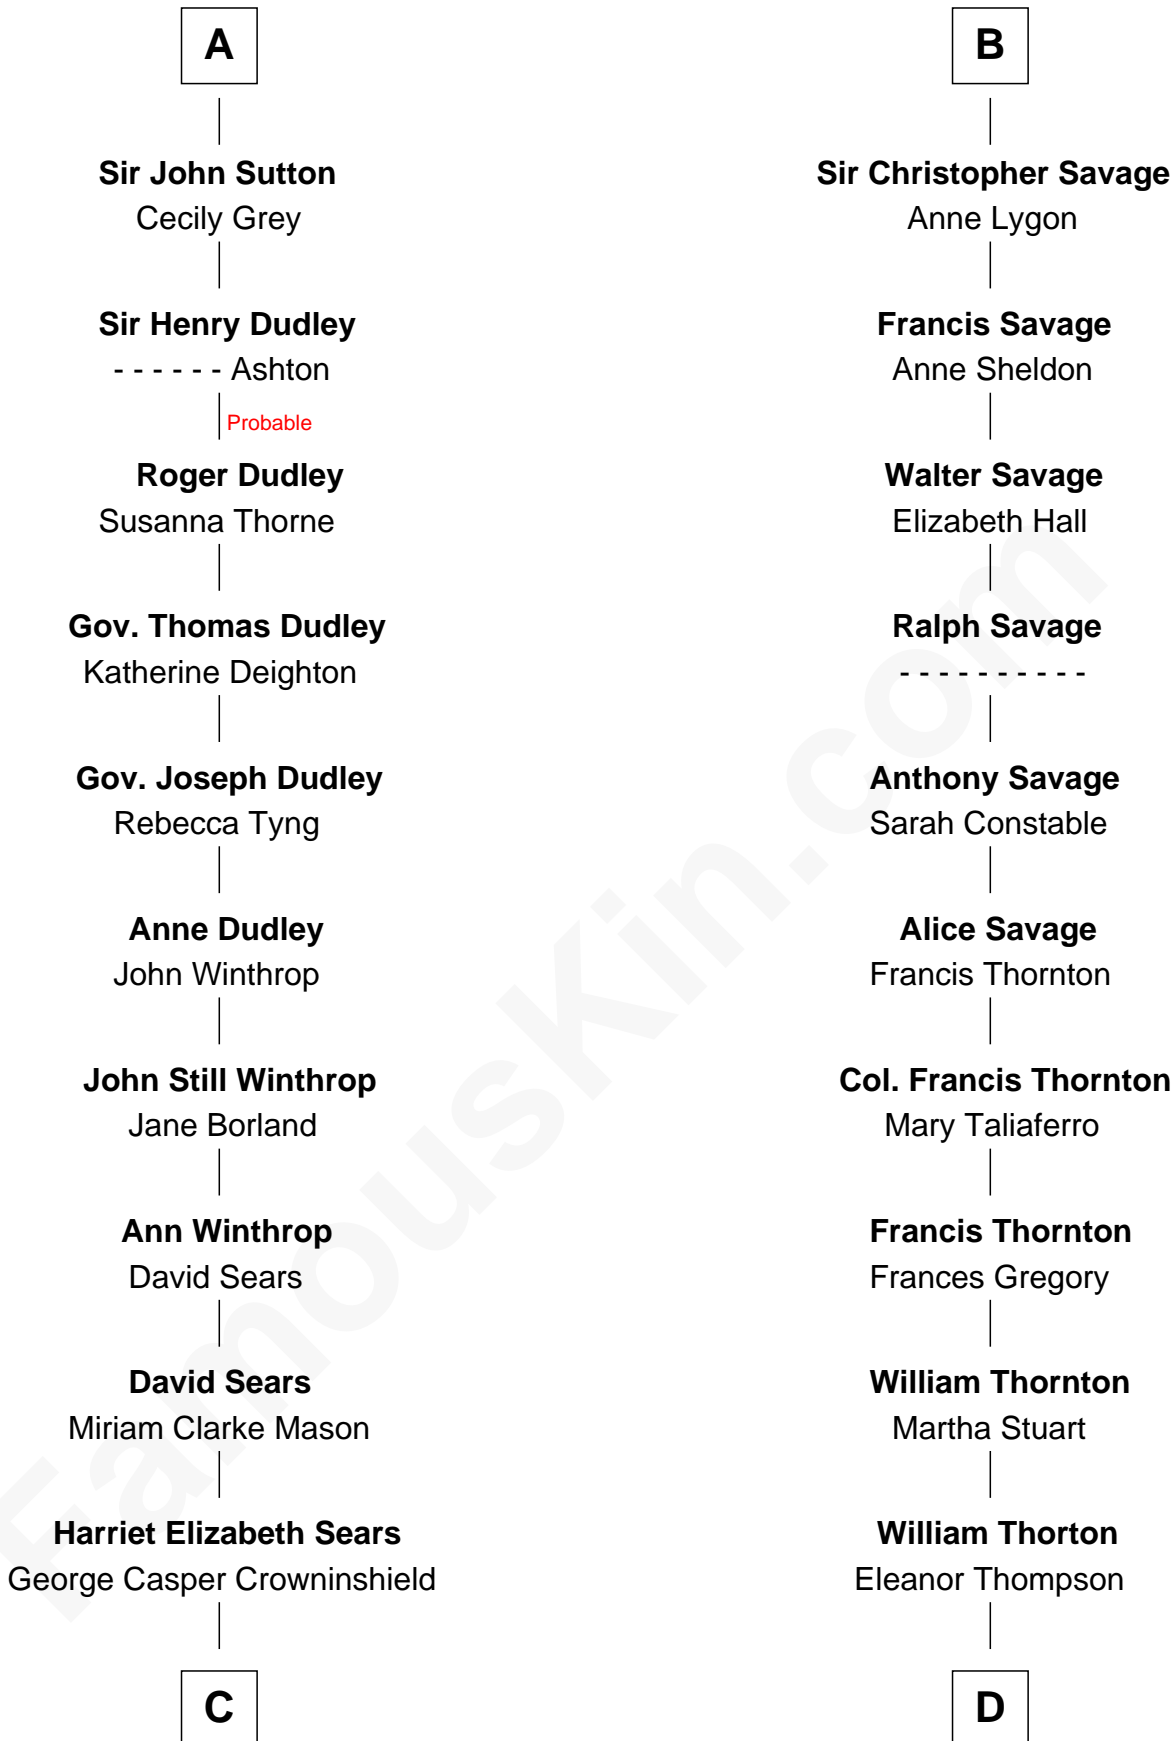 A
Sir John Sutton
Cecily Grey
Sir Henry Dudley
- - - - - - Ashton
Probable
Roger Dudley
Susanna Thorne
Gov. Thomas Dudley
Katherine Deighton
Gov. Joseph Dudley
Rebecca Tyng
Anne Dudley
John Winthrop
John Still Winthrop
Jane Borland
Ann Winthrop
David Sears
David Sears
Miriam Clarke Mason
Harriet Elizabeth Sears
George Casper Crowninshield
C
B
Sir Christopher Savage
Anne Lygon
Francis Savage
Anne Sheldon
Walter Savage
Elizabeth Hall
Ralph Savage
- - - - - - - - - -
Anthony Savage
Sarah Constable
Alice Savage
Francis Thornton
Col. Francis Thornton
Mary Taliaferro
Francis Thornton
Frances Gregory
William Thornton
Martha Stuart
William Thorton
Eleanor Thompson
D
FamousKin.com